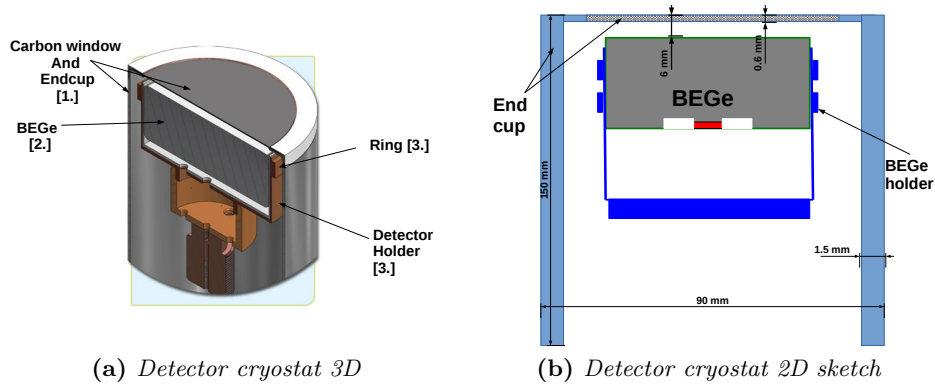 Carbon window
And
Endcup
[1.]
BEGe
[2.]
Ring [3.]
Detector
Holder
[3.]
(a) Detector cryostat 3D
6 mm
0.6 mm
End
cup
BEGe
BEGe
holder
150 mm
1.5 mm
90 mm
(b) Detector cryostat 2D sketch